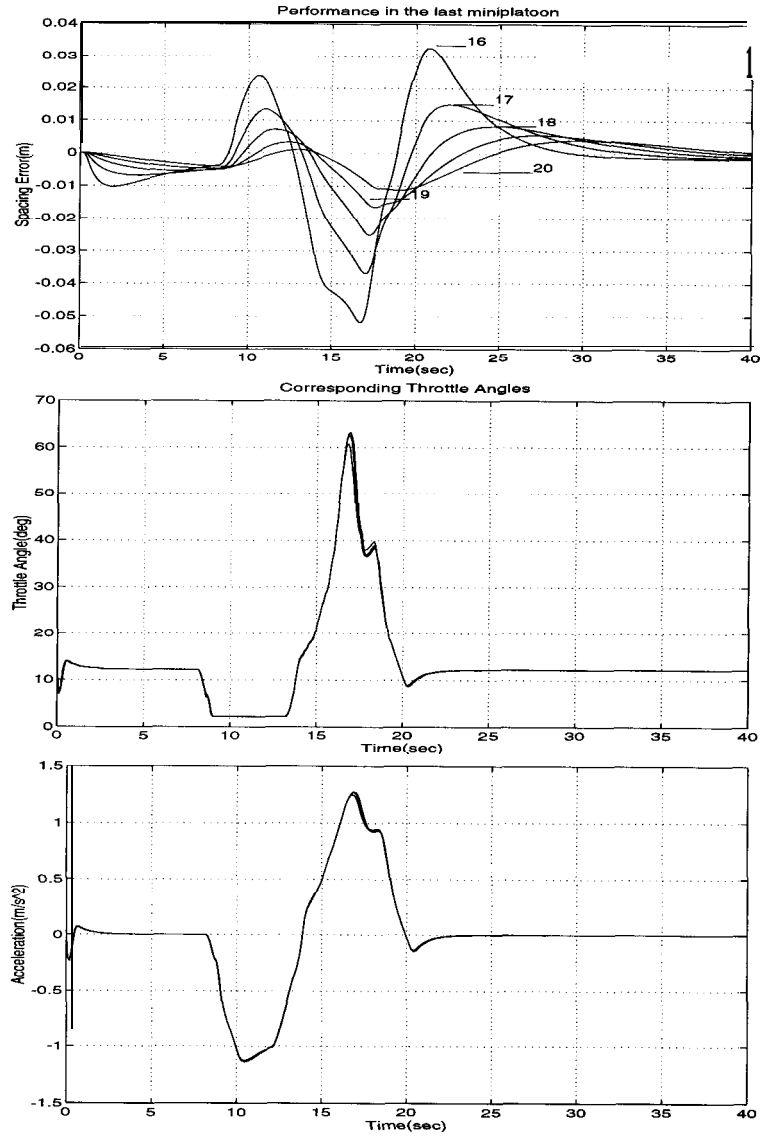 Performance in the last miniplatoon
0.04
0.03
0.02
0.01
0
-0.01
-0.02
-0.03
-0.04
-0.05
-0.06
Spacing Error(m)
16
17
18
20
19
1
0 5 10 15 20 25 30 35 40
Time(sec)
Corresponding Throttle Angles
70
60
50
40
30
20
10
0
Throttle Angle(deg)
0 5 10 15 20 25 30 35 40
Time(sec)
1.5
1
0.5
0
-0.5
-1
-1.5
Acceleration(m/s^2)
0 5 10 15 20 25 30 35 40
Time(sec)